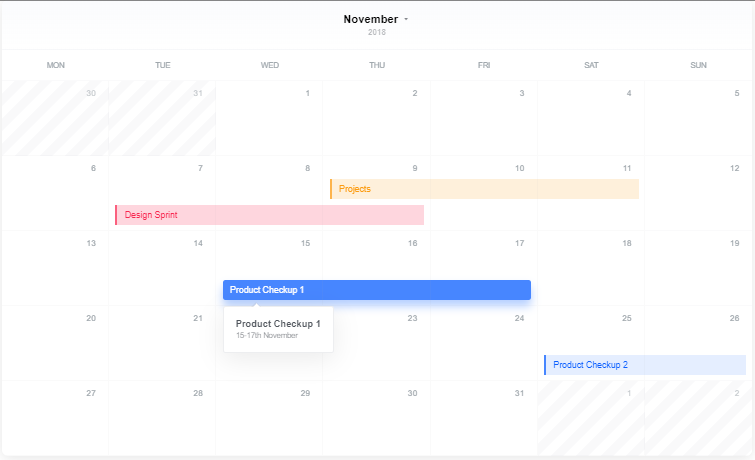 November
2018
MON TUE WED THU FRI SAT SUN
30 31 1 2 3 4 5
6 7 8 9 10 11 12
Projects
Design Sprint
13 14 15 16 17 18 19
Product Checkup 1
20 21 23 24 25 26
Product Checkup 1
15-17th November
Product Checkup 2
27 28 29 30 31 1 2